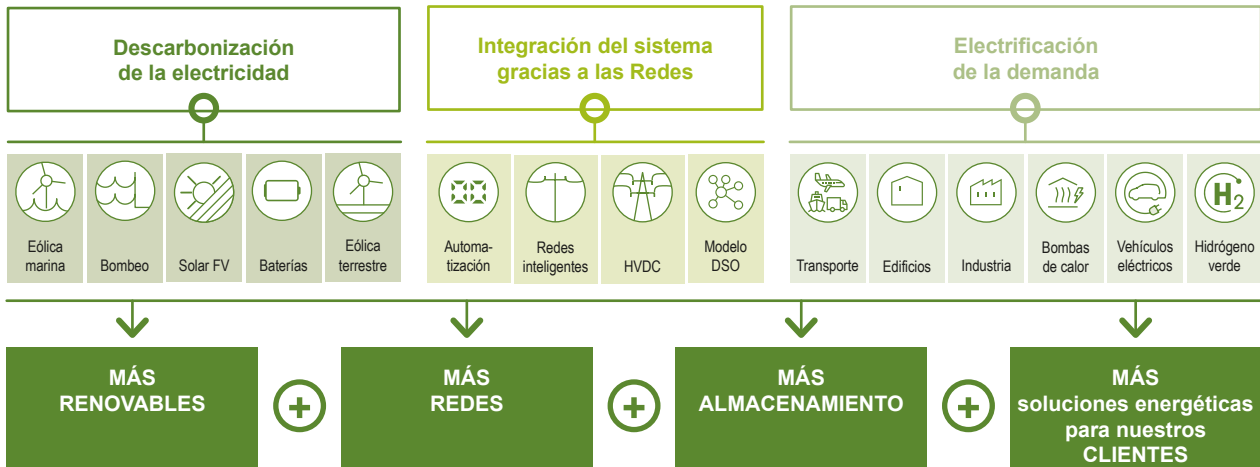 Descarbonización
de la electricidad
Integración del sistema
gracias a las Redes
Electrificación
de la demanda
Eólica
marina
Bombeo
Solar FV
Baterías
Eólica
terrestre
Automa-
tización
Redes
inteligentes
HVDC
Modelo
DSO
Transporte
Edificios
Industria
Bombas
de calor
Vehículos
eléctricos
H2
Hidrógeno
verde
MÁS
RENOVABLES
+
MÁS
REDES
+
MÁS
ALMACENAMIENTO
+
MÁS
soluciones energéticas
para nuestros
CLIENTES